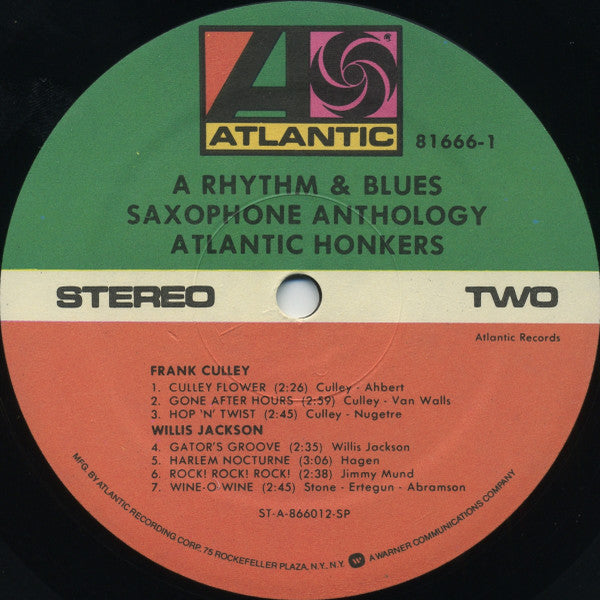 ATLANTIC
81666-1
A RHYTHM & BLUES
SAXOPHONE ANTHOLOGY
ATLANTIC HONKERS
STEREO
TWO
Atlantic Records
FRANK CULLEY
1. CULLEY FLOWER (2:26) Culley - Ahbert
2. GONE AFTER HOURS (2:59) Culley - Van Walls
3. HOP 'N' TWIST (2:45) Culley - Nugetre
WILLIS JACKSON
4. GATOR'S GROOVE (2:35) Willis Jackson
5. HARLEM NOCTURNE (3:06) Hagen
6. ROCK! ROCK! ROCK! (2:38) Jimmy Mund
7. WINE-O-WINE (2:45) Stone - Ertegun - Abramson
ST-A-866012-SP
MFG. BY ATLANTIC RECORDING CORP., 75 ROCKEFELLER PLAZA, N.Y., N.Y. W A WARNER COMMUNICATIONS COMPANY